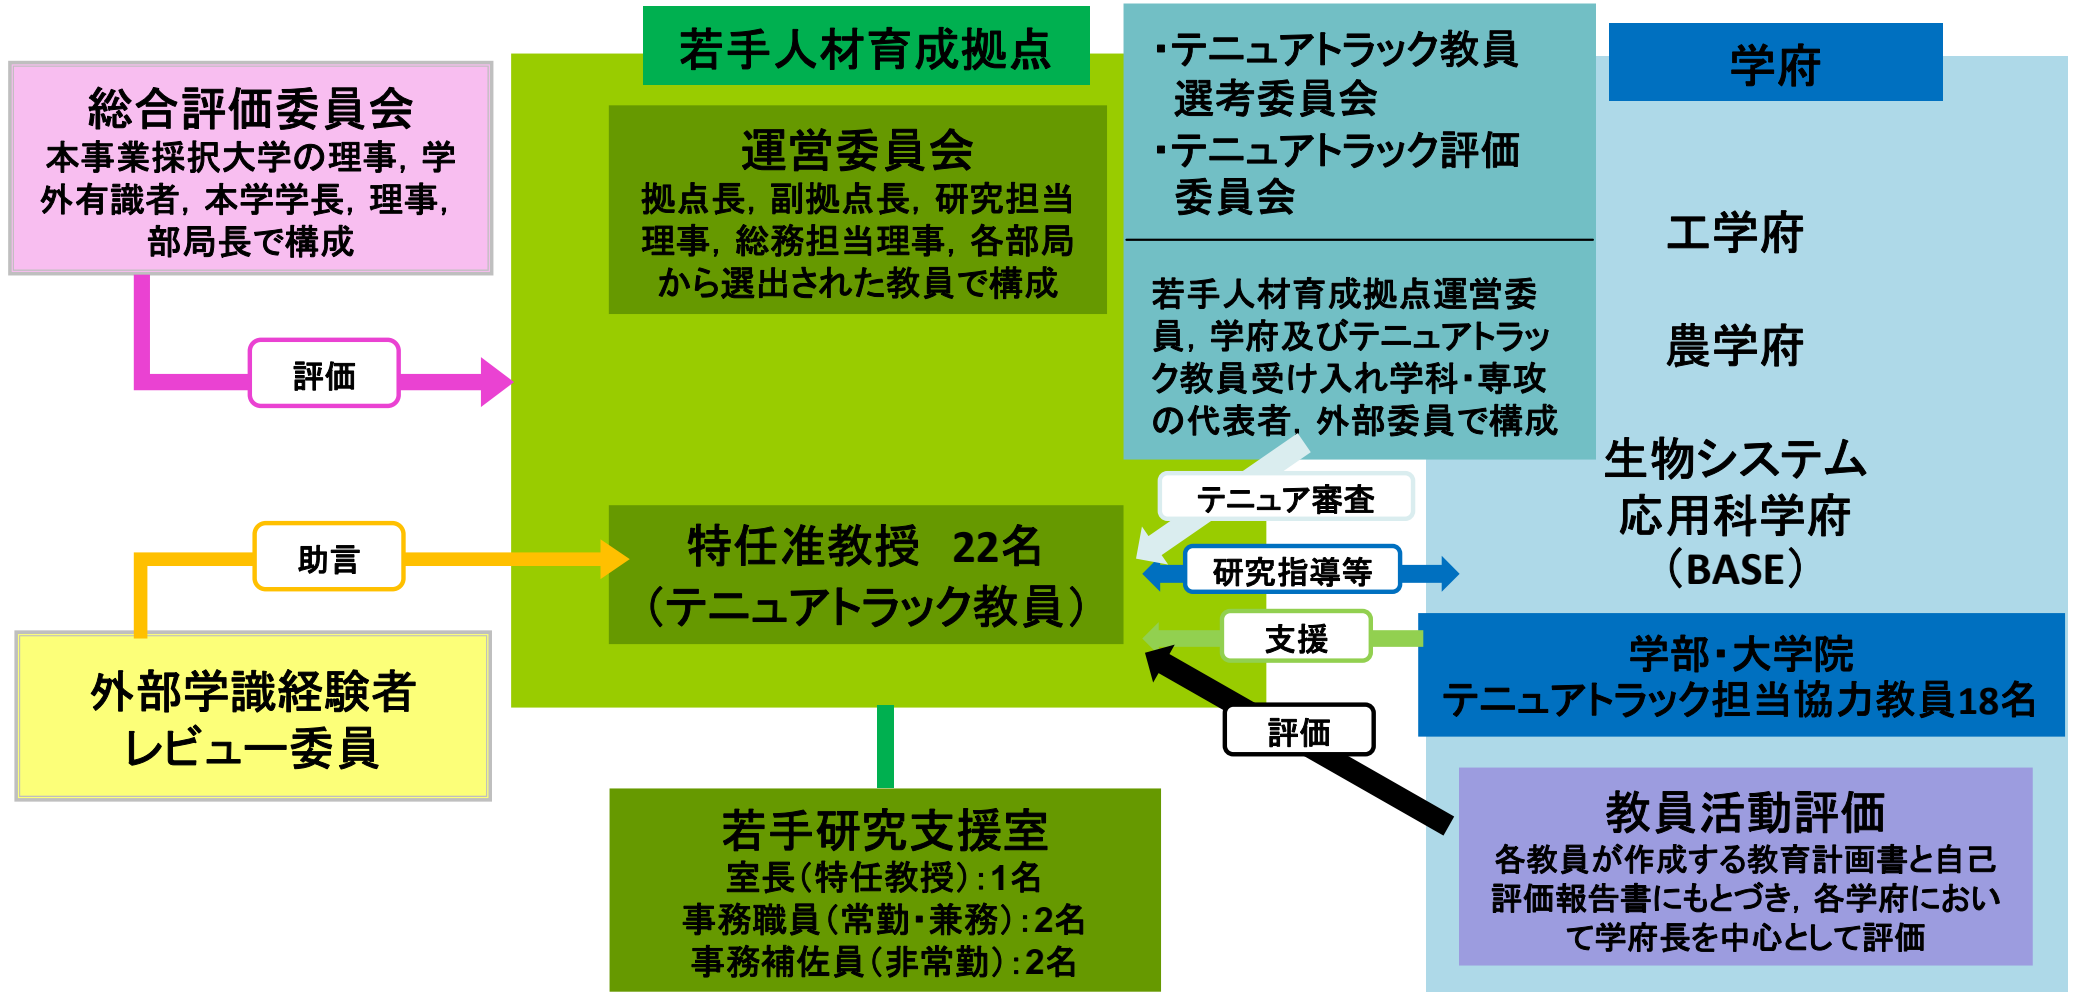 若手人材育成拠点
総合評価委員会
本事業採択大学の理事，学
外有識者，本学学長，理事，
部局長で構成
運営委員会
拠点長，副拠点長，研究担当
理事，総務担当理事，各部局
から選出された教員で構成
・テニュアトラック教員
選考委員会
・テニュアトラック評価
委員会
若手人材育成拠点運営委
員，学府及びテニュアトラッ
ク教員受け入れ学科・専攻
の代表者，外部委員で構成
学府
工学府
農学府
生物システム
応用科学府
（BASE）
評価
助言
特任准教授　22名
（テニュアトラック教員）
テニュア審査
研究指導等
支援
評価
外部学識経験者
レビュー委員
学部・大学院
テニュアトラック担当協力教員18名
若手研究支援室
室長（特任教授）：1名
事務職員（常勤・兼務）：2名
事務補佐員（非常勤）：2名
教員活動評価
各教員が作成する教育計画書と自己
評価報告書にもとづき，各学府におい
て学府長を中心として評価